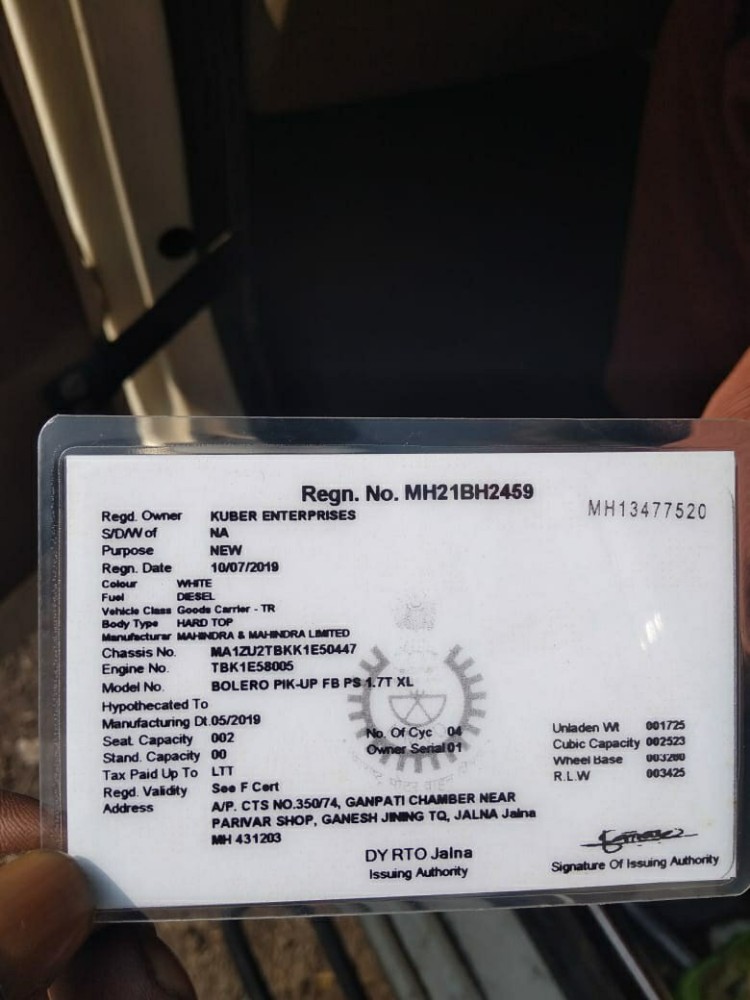 Regn. No. MH21BH2459
MH13477520
Regd. Owner KUBER ENTERPRISES
S/D/W of NA
Purpose NEW
Regn. Date 10/07/2019
Colour WHITE
Fuel DIESEL
Vehicle Class Goods Carrier - TR
Body Type HARD TOP
Manufacturer MAHINDRA & MAHINDRA LIMITED
Chassis No. MA1ZU2TBKK1E50447
Engine No. TBK1E58005
Model No. BOLERO PIK-UP FB PS 1.7T XL
Hypothecated To
Manufacturing Dt.05/2019
Seat Capacity 002
Stand. Capacity 00
Tax Paid Up To LTT
Regd. Validity See F Cert
No. Of Cyc 04
Owner Serial 01
Unladen Wt 001725
Cubic Capacity 002523
Wheel Base 003260
R.L.W 003425
Address A/P. CTS NO.350/74, GANPATI CHAMBER NEAR
PARIVAR SHOP, GANESH JINING TQ, JALNA Jalna
MH 431203
DY RTO Jalna
Issuing Authority
Signature Of Issuing Authority